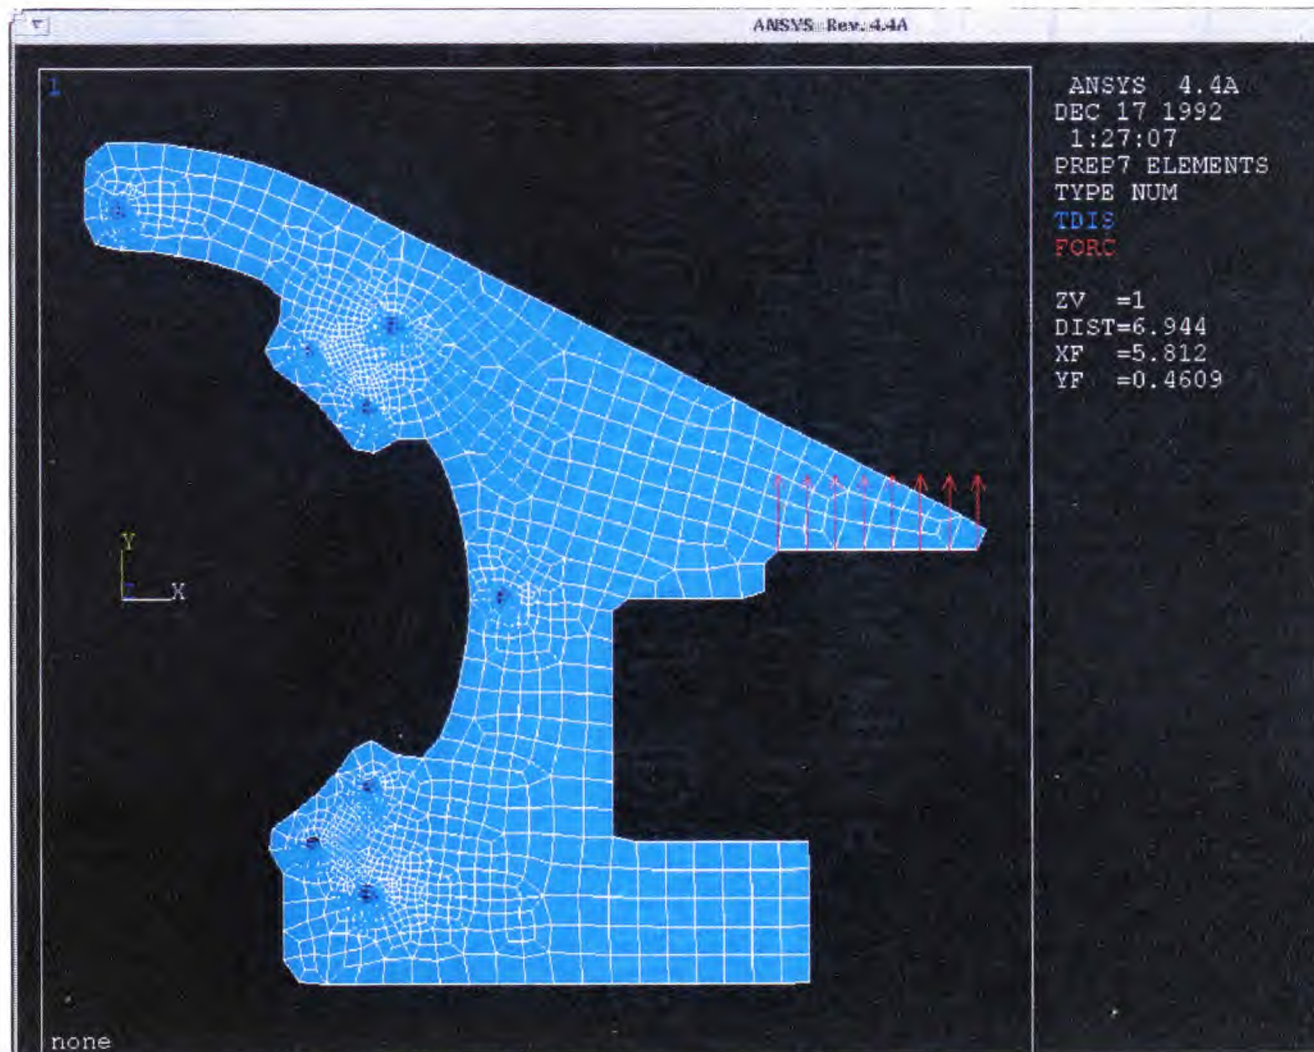 ANSYS Rev. 4.4A
1
ANSYS 4.4A
DEC 17 1992
1:27:07
PREP7 ELEMENTS
TYPE NUM
TDIS
FORC
ZV =1
DIST=6.944
XF =5.812
YF =0.4609
Y
Z X
none